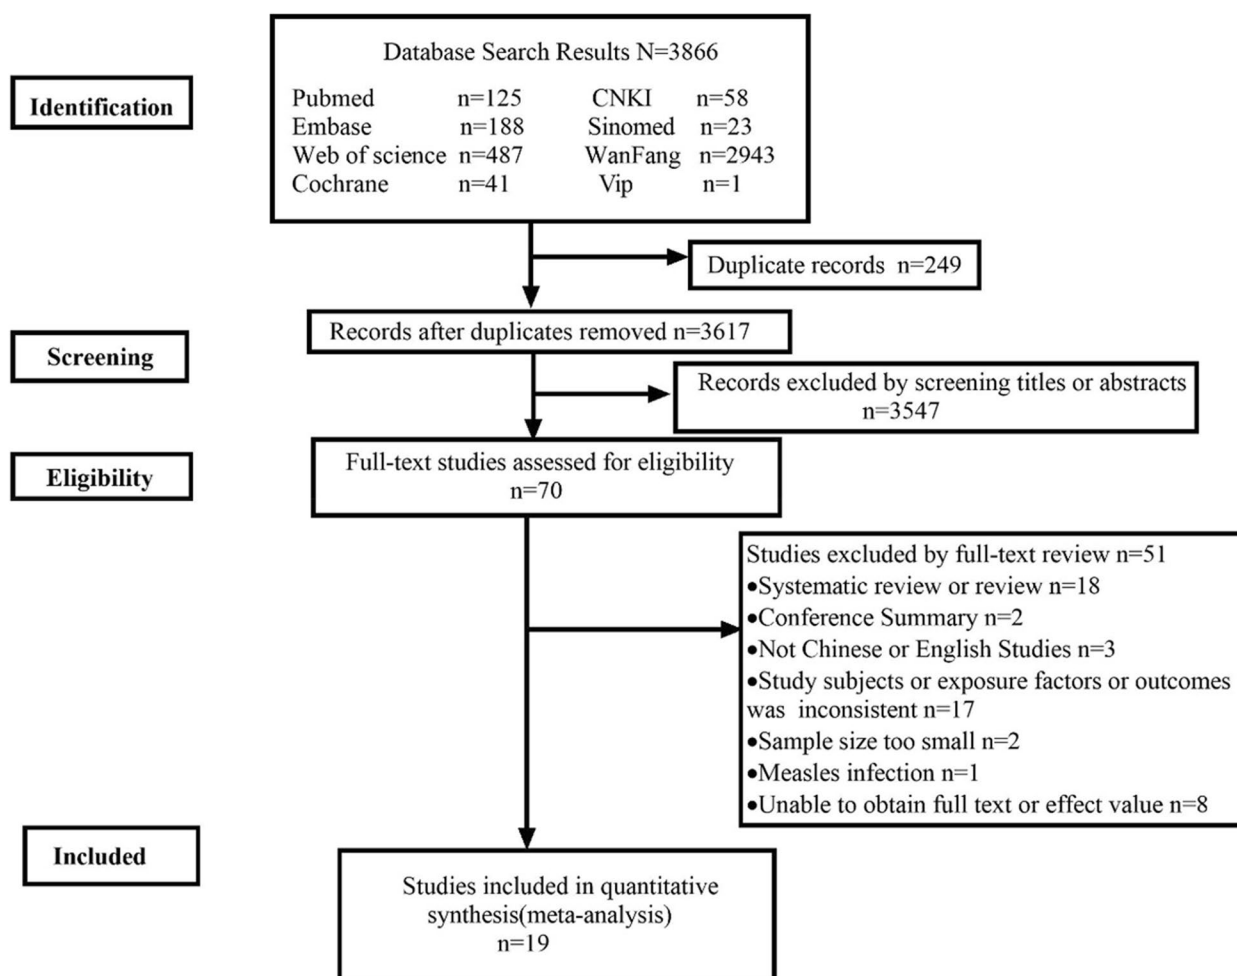 Database Search Results N=3866
Identification
Pubmed n=125 CNKI n=58
Embase n=188 Sinomed n=23
Web of science n=487 WanFang n=2943
Cochrane n=41 Vip n=1
Duplicate records n=249
Records after duplicates removed n=3617
Screening
Records excluded by screening titles or abstracts
n=3547
Full-text studies assessed for eligibility
n=70
Eligibility
Studies excluded by full-text review n=51
•Systematic review or review n=18
•Conference Summary n=2
•Not Chinese or English Studies n=3
•Study subjects or exposure factors or outcomes
was inconsistent n=17
•Sample size too small n=2
•Measles infection n=1
•Unable to obtain full text or effect value n=8
Included
Studies included in quantitative
synthesis(meta-analysis)
n=19